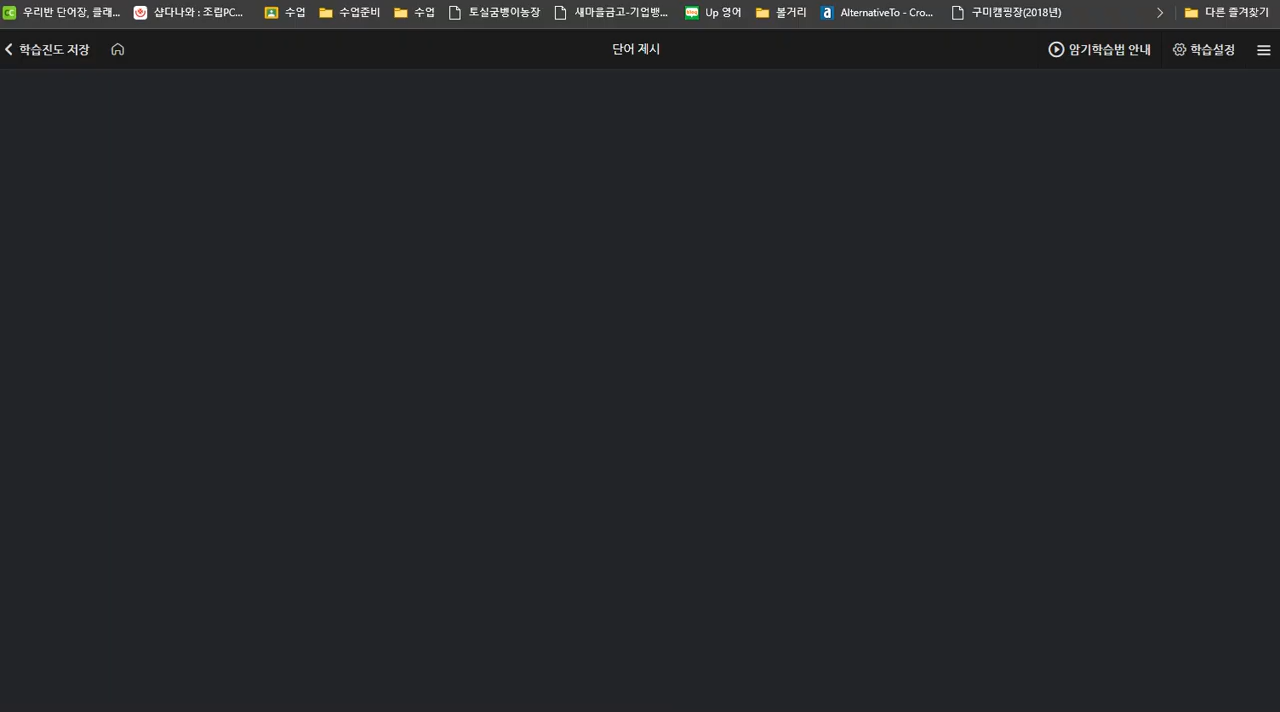 우리반 단어장, 클래... 샵다나와 : 조립PC... 수업 수업준비 수업 토실굼벵이농장 새마을금고-기업뱅... Up 영어 볼거리 AlternativeTo - Cro... 구미캠핑장(2018년) 다른 즐겨찾기
학습진도 저장 단어 제시 암기학습법 안내 학습설정